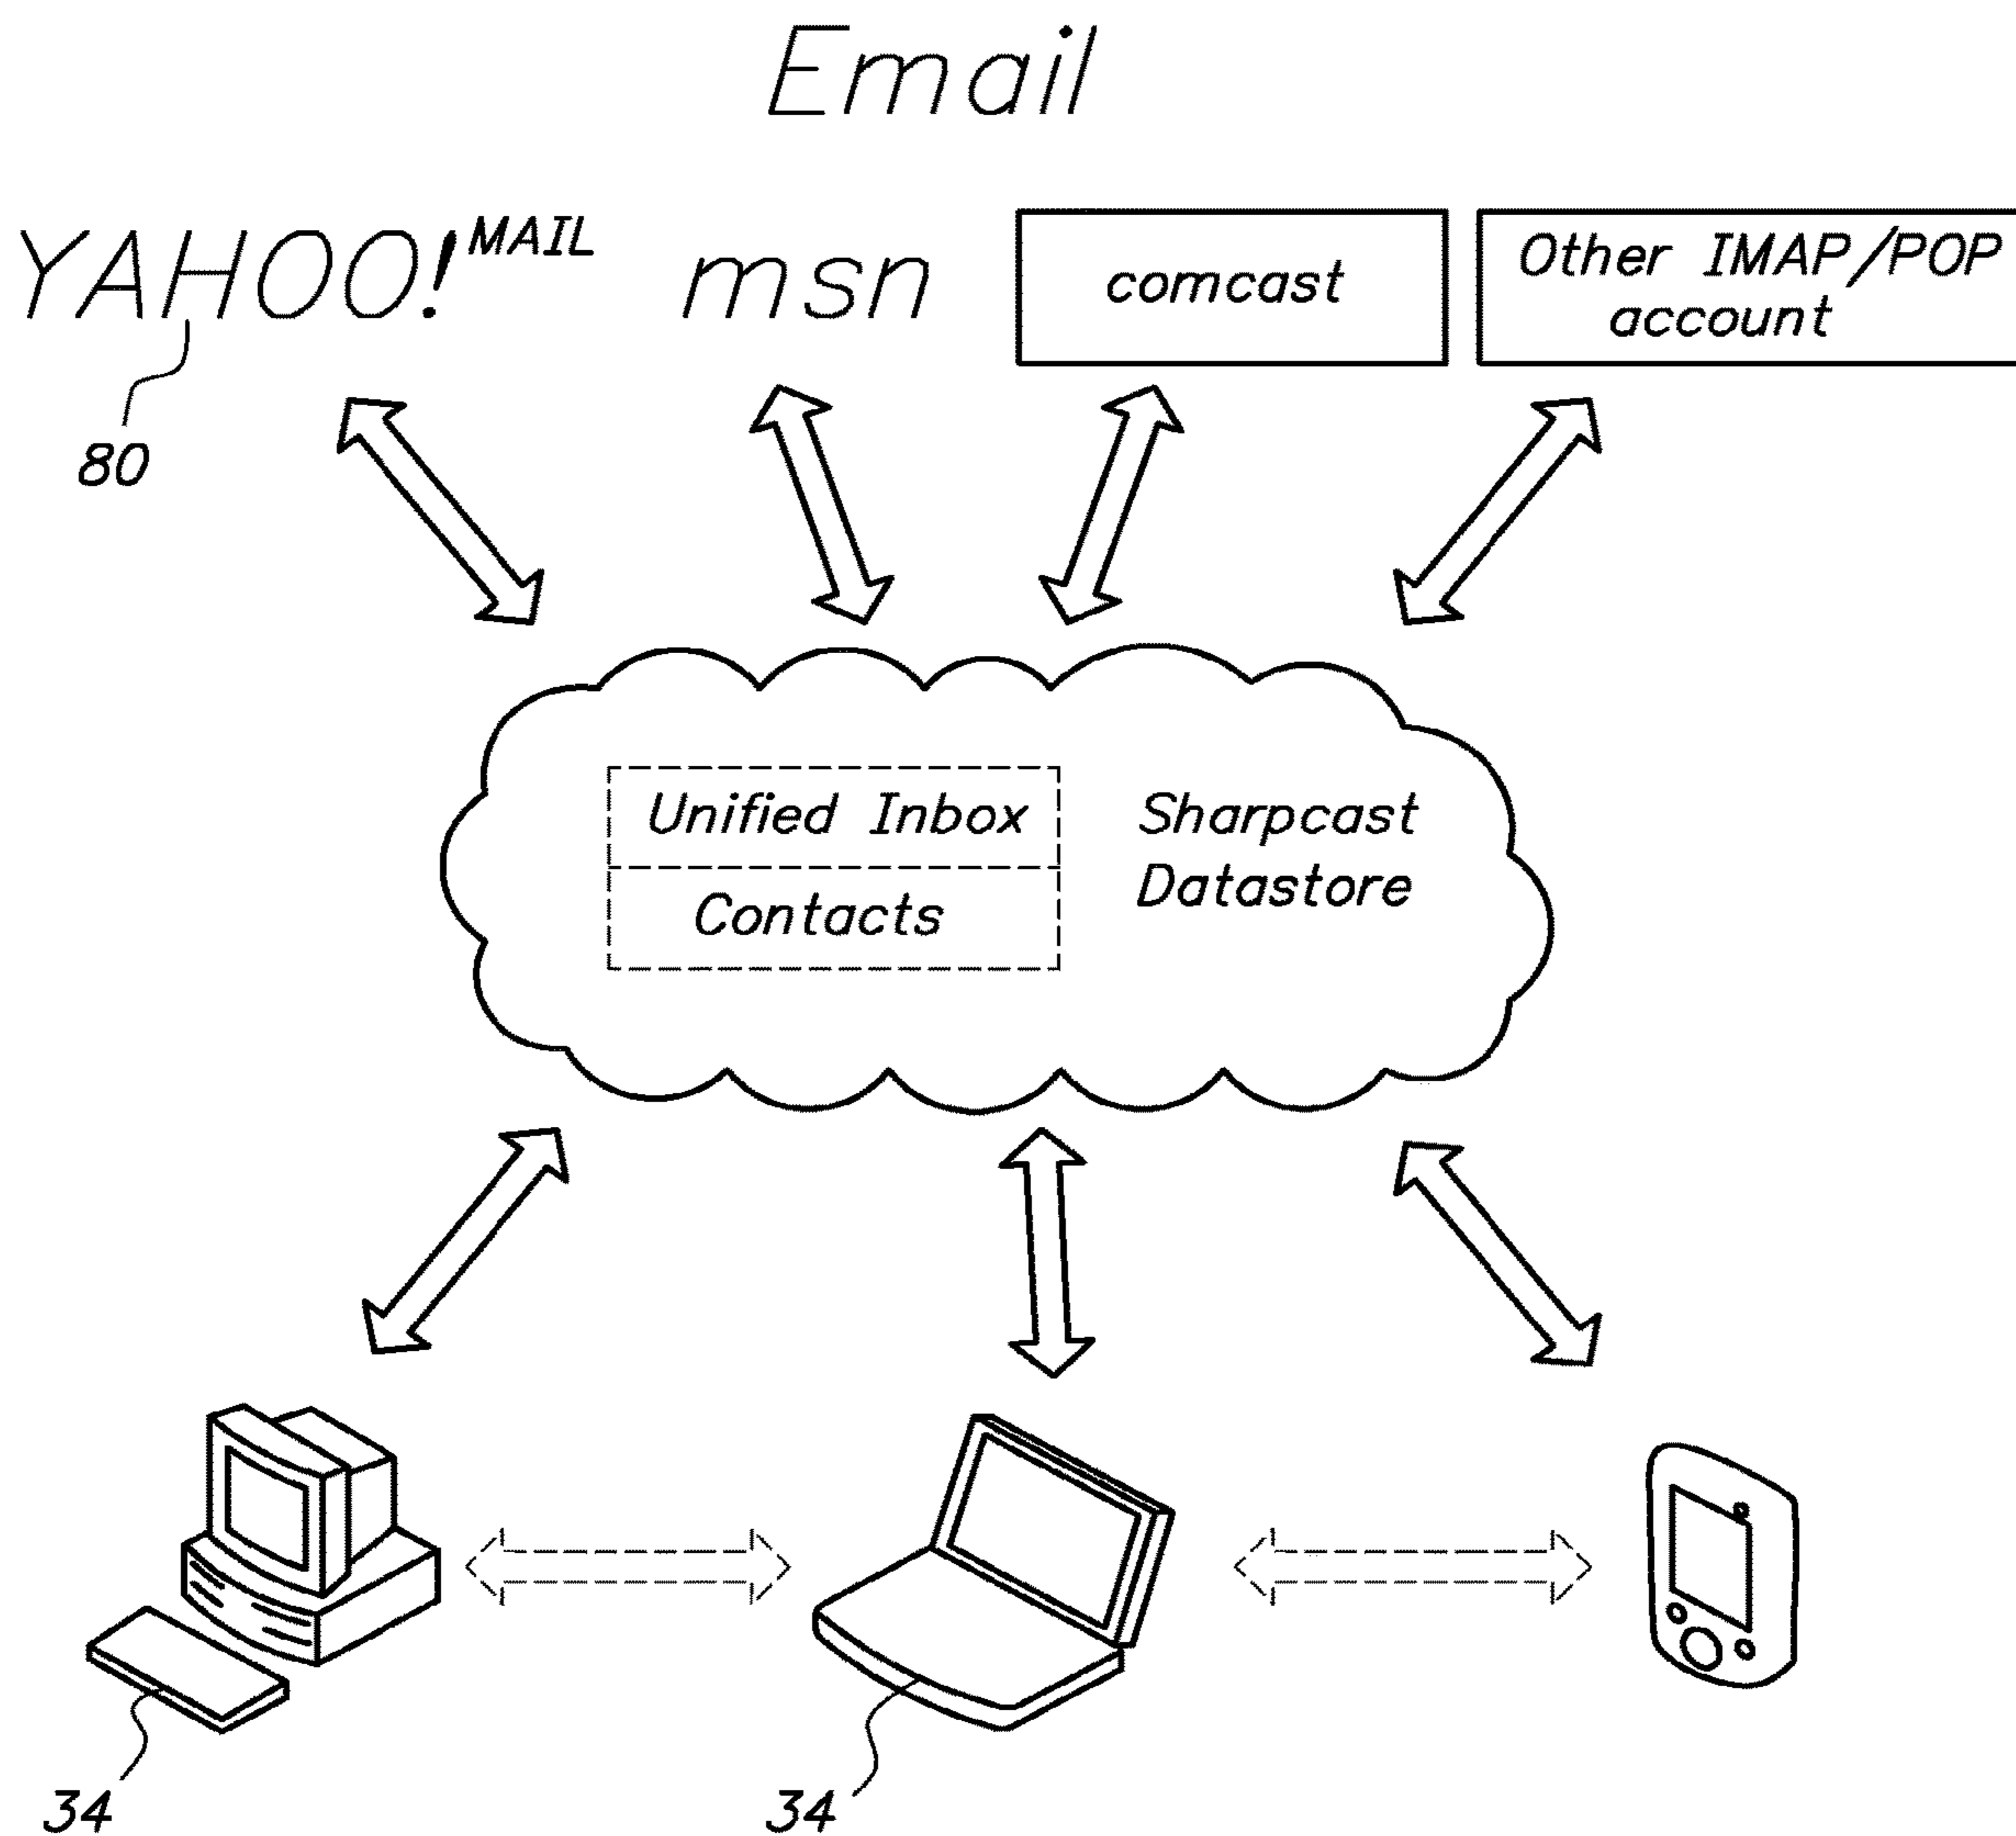 Email
YAHOO! MAIL
msn
comcast
Other IMAP/POP
account
80
Unified Inbox
Contacts
Sharpcast
Datastore
34
34